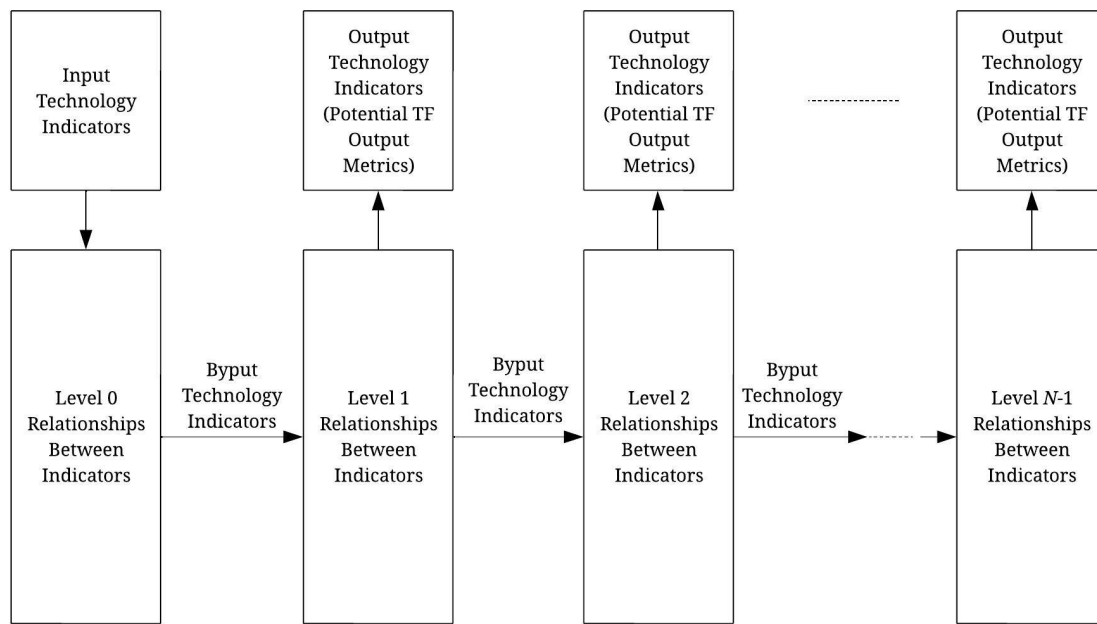 Input
Technology
Indicators
Output
Technology
Indicators
(Potential TF
Output
Metrics)
Output
Technology
Indicators
(Potential TF
Output
Metrics)
Output
Technology
Indicators
(Potential TF
Output
Metrics)
Level 0
Relationships
Between
Indicators
Byput
Technology
Indicators
Level 1
Relationships
Between
Indicators
Byput
Technology
Indicators
Level 2
Relationships
Between
Indicators
Byput
Technology
Indicators
Level N-1
Relationships
Between
Indicators